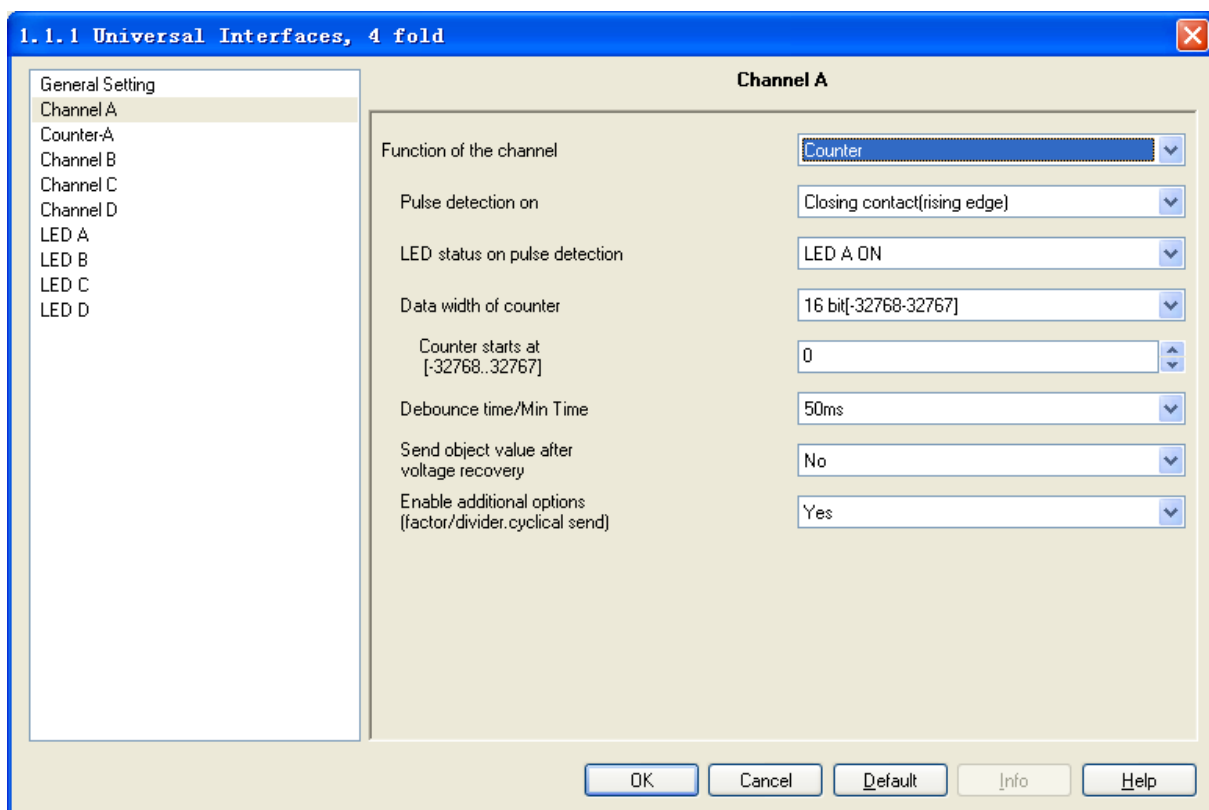 1.1.1 Universal Interfaces, 4 fold
General Setting
Channel A
Counter-A
Channel B
Channel C
Channel D
LED A
LED B
LED C
LED D
Channel A
Function of the channel
Counter
Pulse detection on
Closing contact(rising edge)
LED status on pulse detection
LED A ON
Data width of counter
16 bit[-32768-32767]
Counter starts at
[-32768..32767]
0
Debounce time/Min Time
50ms
Send object value after
voltage recovery
No
Enable additional options
(factor/divider.cyclical send)
Yes
OK
Cancel
Default
Info
Help